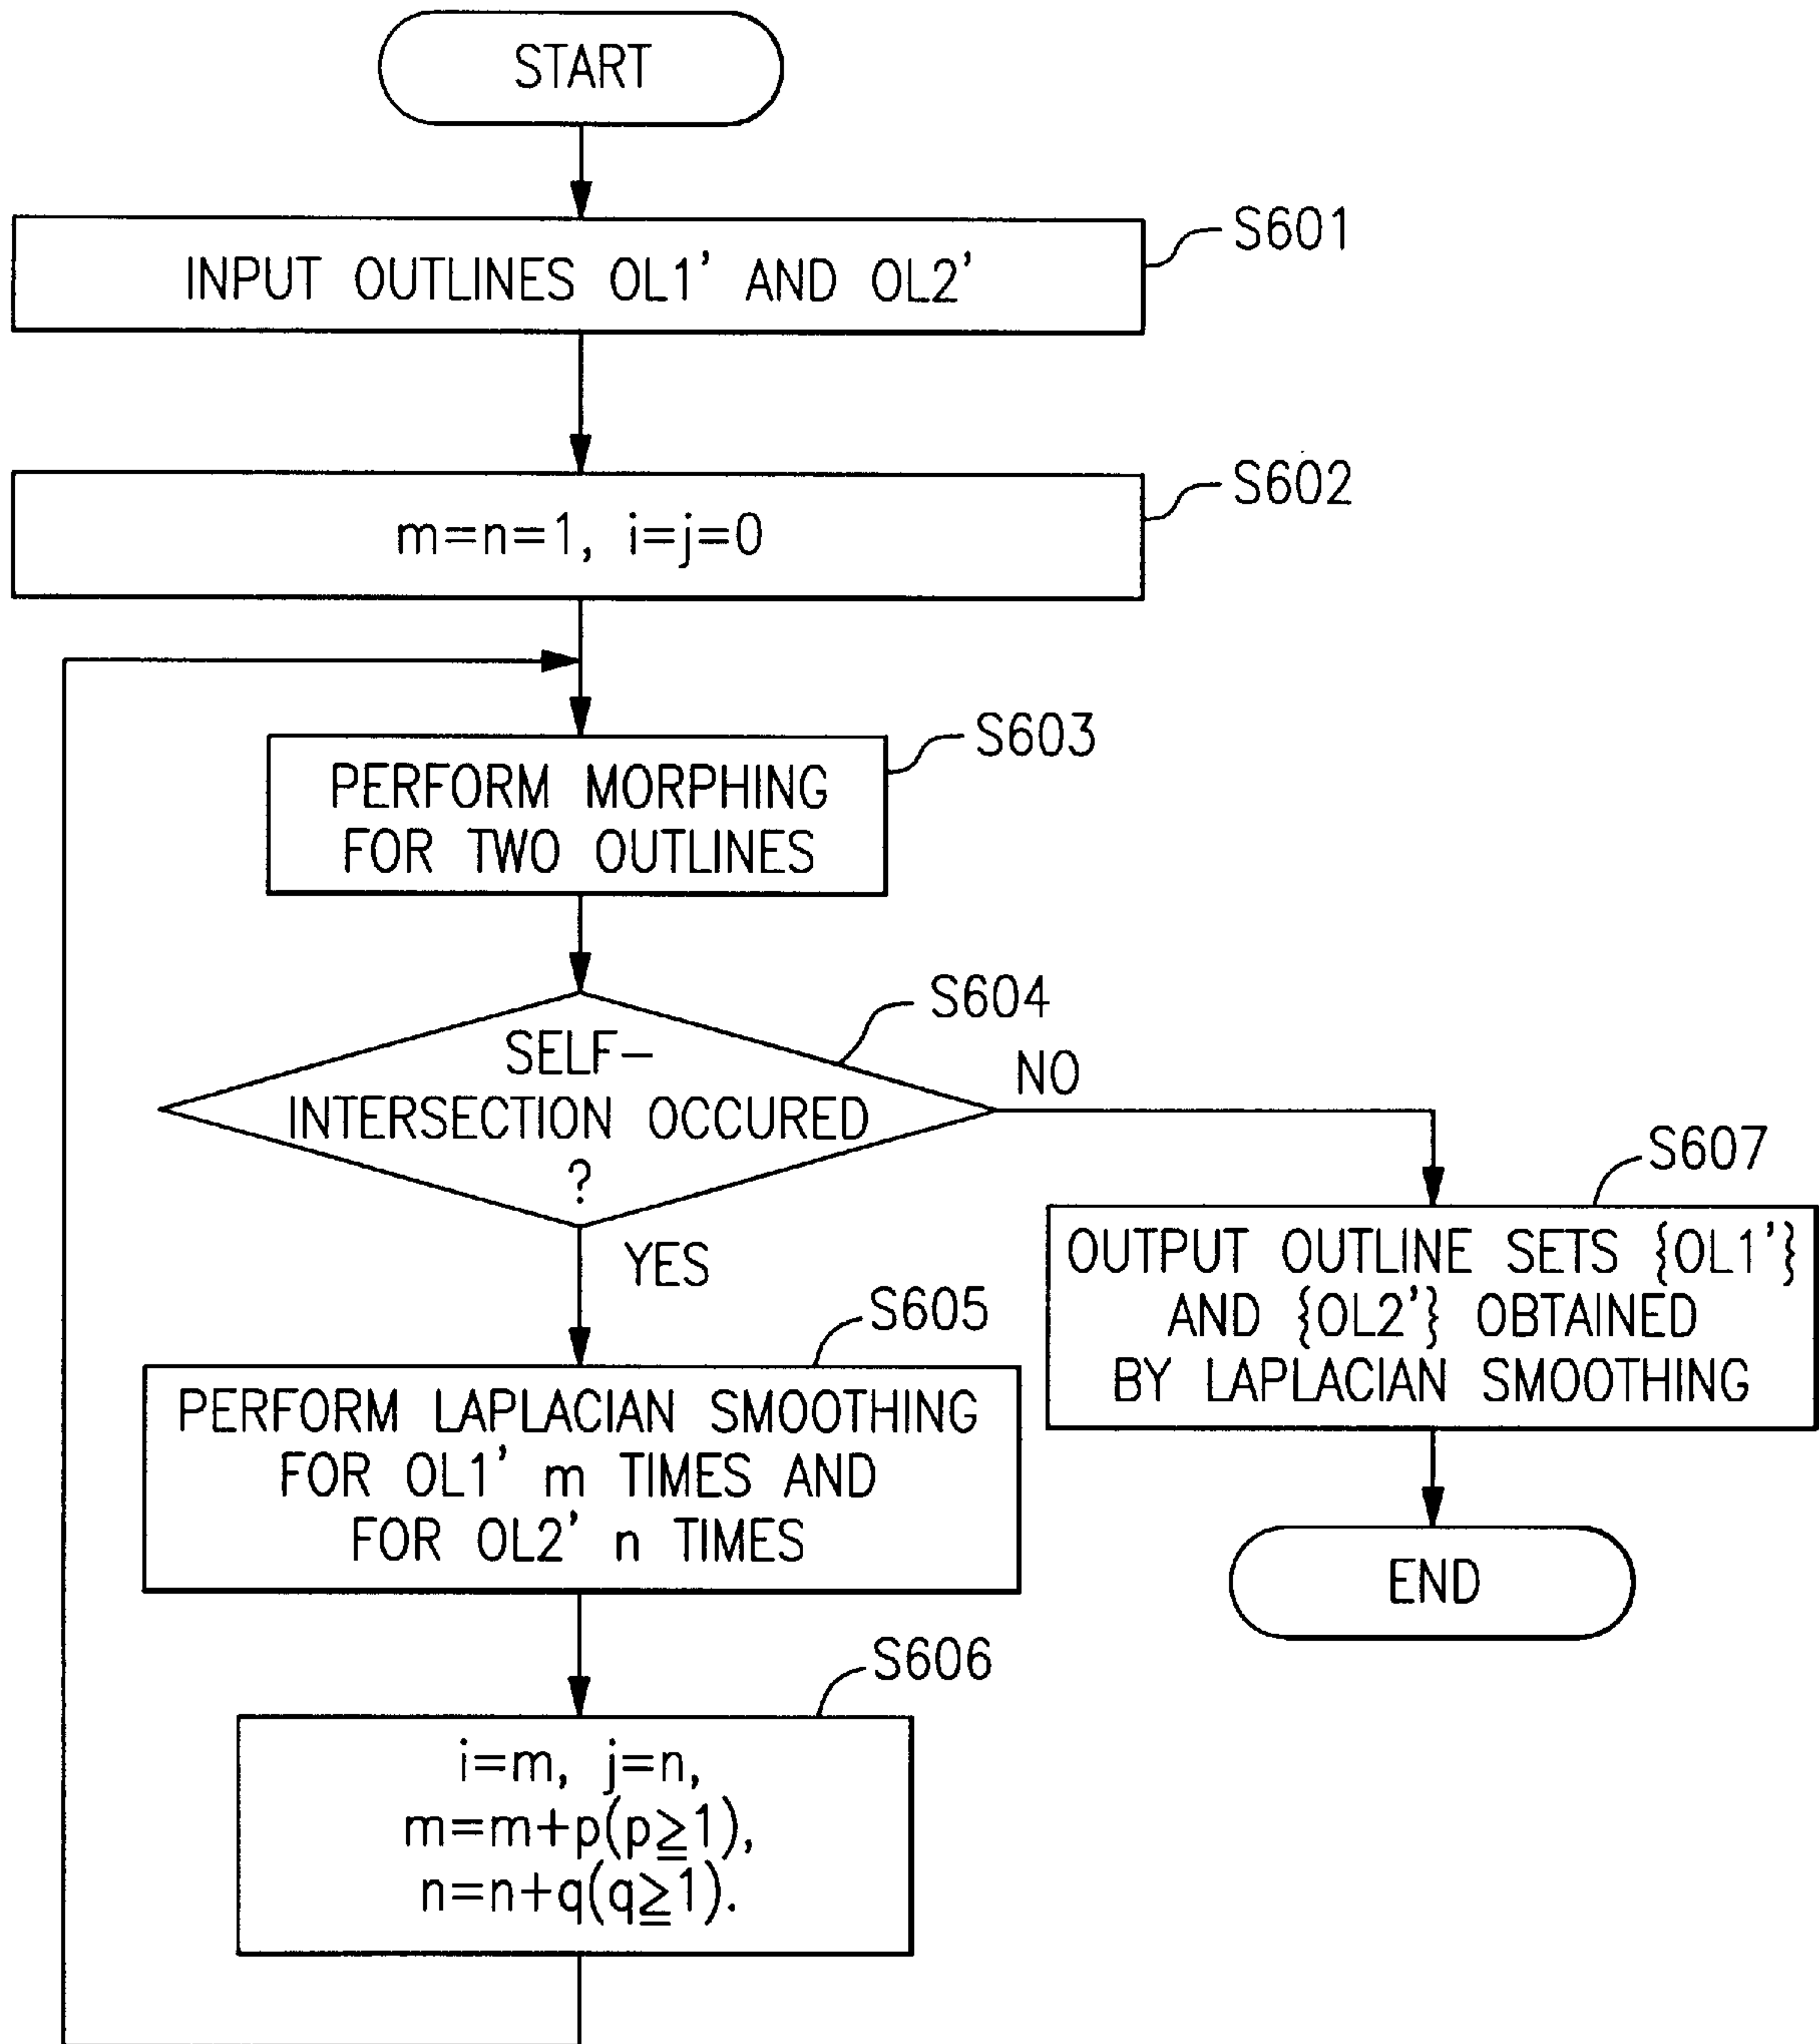 START
INPUT OUTLINES OL1' AND OL2'
S601
m=n=1, i=j=0
S602
PERFORM MORPHING
FOR TWO OUTLINES
S603
SELF-
INTERSECTION OCCURED
?
S604
NO
YES
PERFORM LAPLACIAN SMOOTHING
FOR OL1' m TIMES AND
FOR OL2' n TIMES
S605
i=m, j=n,
m=m+p(p≧1),
n=n+q(q≧1).
S606
OUTPUT OUTLINE SETS {OL1'}
AND {OL2'} OBTAINED
BY LAPLACIAN SMOOTHING
S607
END